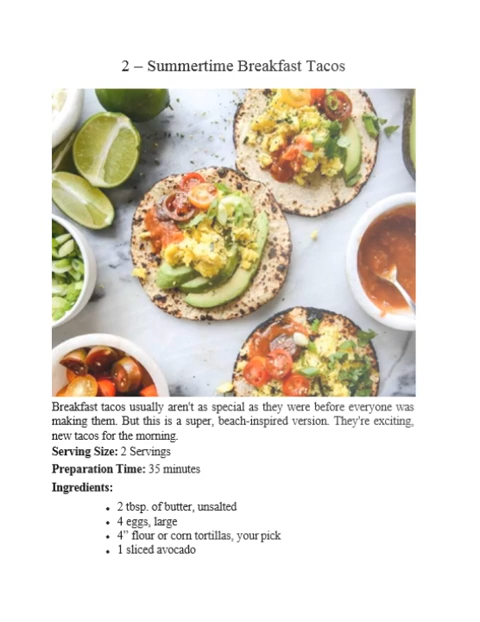 2 – Summertime Breakfast Tacos
Breakfast tacos usually aren't as special as they were before everyone was
making them. But this is a super, beach-inspired version. They're exciting,
new tacos for the morning.
Serving Size: 2 Servings
Preparation Time: 35 minutes
Ingredients:
• 2 tbsp. of butter, unsalted
• 4 eggs, large
• 4" flour or corn tortillas, your pick
• 1 sliced avocado